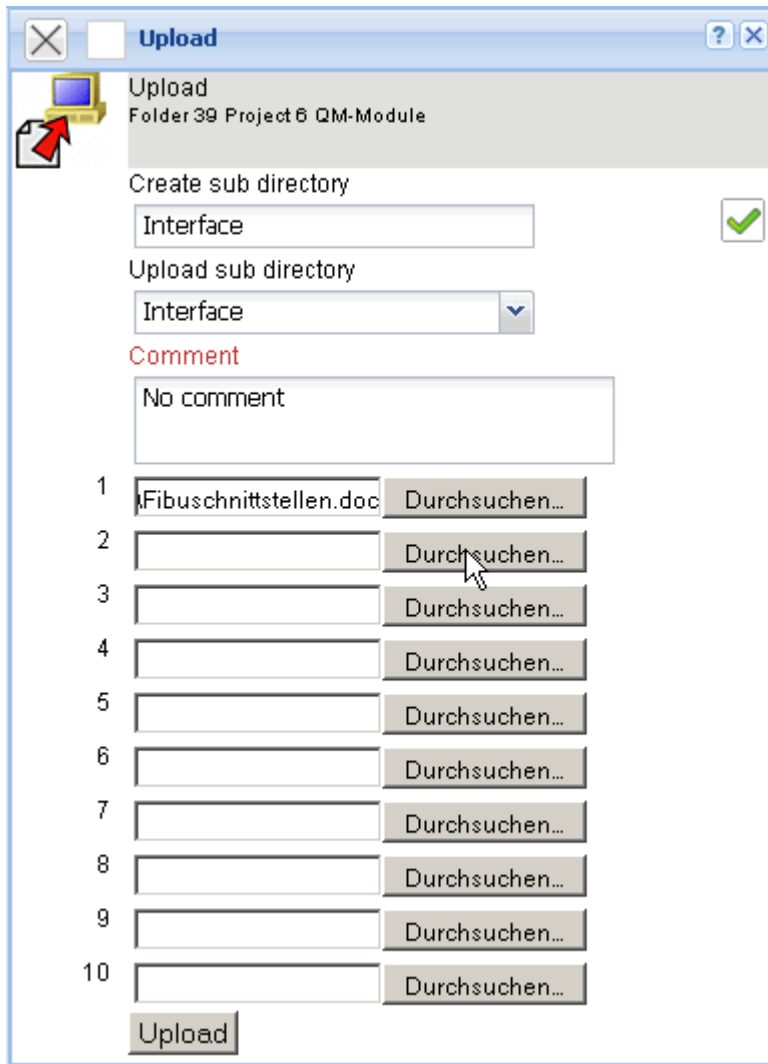 Upload
Upload
Folder 39 Project 6 QM-Module
Create sub directory
Interface
Upload sub directory
Interface
Comment
No comment
1 \Fibuschnittstellen.doc Durchsuchen...
2 Durchsuchen...
3 Durchsuchen...
4 Durchsuchen...
5 Durchsuchen...
6 Durchsuchen...
7 Durchsuchen...
8 Durchsuchen...
9 Durchsuchen...
10 Durchsuchen...
Upload